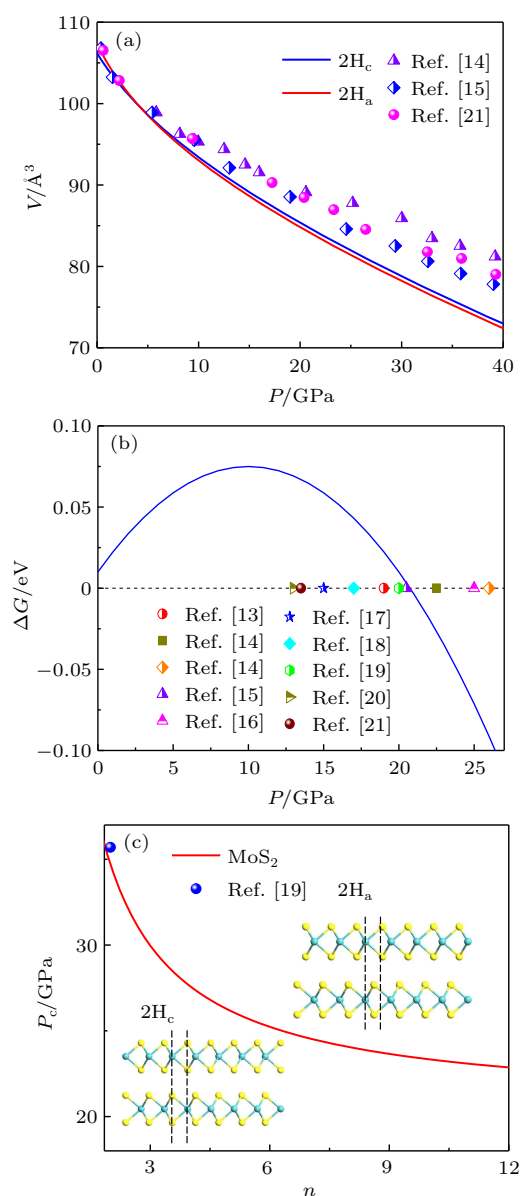 (a)
110
100
90
80
70
V/Å³
2Hc
2Ha
Ref. [14]
Ref. [15]
Ref. [21]
0 10 20 30 40
P/GPa
(b)
0.10
0.05
0
−0.05
−0.10
ΔG/eV
Ref. [13]
Ref. [14]
Ref. [14]
Ref. [15]
Ref. [16]
Ref. [17]
Ref. [18]
Ref. [19]
Ref. [20]
Ref. [21]
0 5 10 15 20 25
P/GPa
(c)
MoS₂
Ref. [19]
30
20
Pc/GPa
2Ha
2Hc
3 6 9 12
n